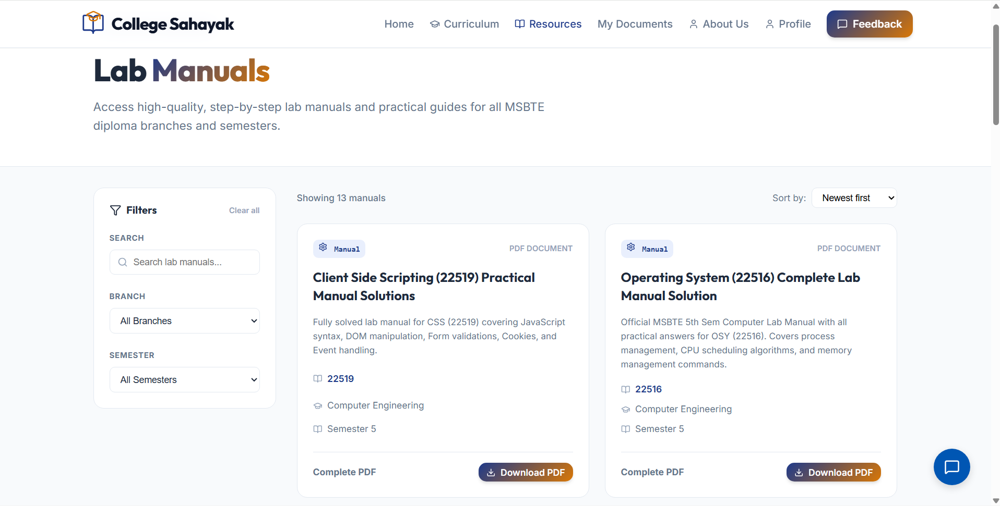 College Sahayak
Home
Curriculum
Resources
My Documents
About Us
Profile
Feedback
Lab Manuals
Access high-quality, step-by-step lab manuals and practical guides for all MSBTE
diploma branches and semesters.
Filters
Clear all
SEARCH
Search lab manuals...
BRANCH
All Branches
SEMESTER
All Semesters
Showing 13 manuals
Sort by:
Newest first
Manual
PDF DOCUMENT
Client Side Scripting (22519) Practical
Manual Solutions
Fully solved lab manual for CSS (22519) covering JavaScript
syntax, DOM manipulation, Form validations, Cookies, and
Event handling.
22519
Computer Engineering
Semester 5
Complete PDF
Download PDF
Manual
PDF DOCUMENT
Operating System (22516) Complete Lab
Manual Solution
Official MSBTE 5th Sem Computer Lab Manual with all
practical answers for OSY (22516). Covers process
management, CPU scheduling algorithms, and memory
management commands.
22516
Computer Engineering
Semester 5
Complete PDF
Download PDF